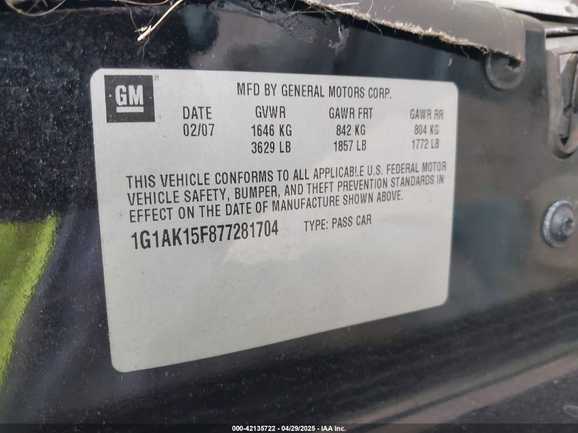 GM
MFD BY GENERAL MOTORS CORP.
DATE GVWR GAWR FRT GAWR RR
02/07 1646 KG 842 KG 804 KG
3629 LB 1857 LB 1772 LB
THIS VEHICLE CONFORMS TO ALL APPLICABLE U.S. FEDERAL MOTOR
VEHICLE SAFETY, BUMPER, AND THEFT PREVENTION STANDARDS IN
EFFECT ON THE DATE OF MANUFACTURE SHOWN ABOVE.
1G1AK15F877281704 TYPE: PASS CAR
000-42135722 - 04/29/2025 - IAA Inc.